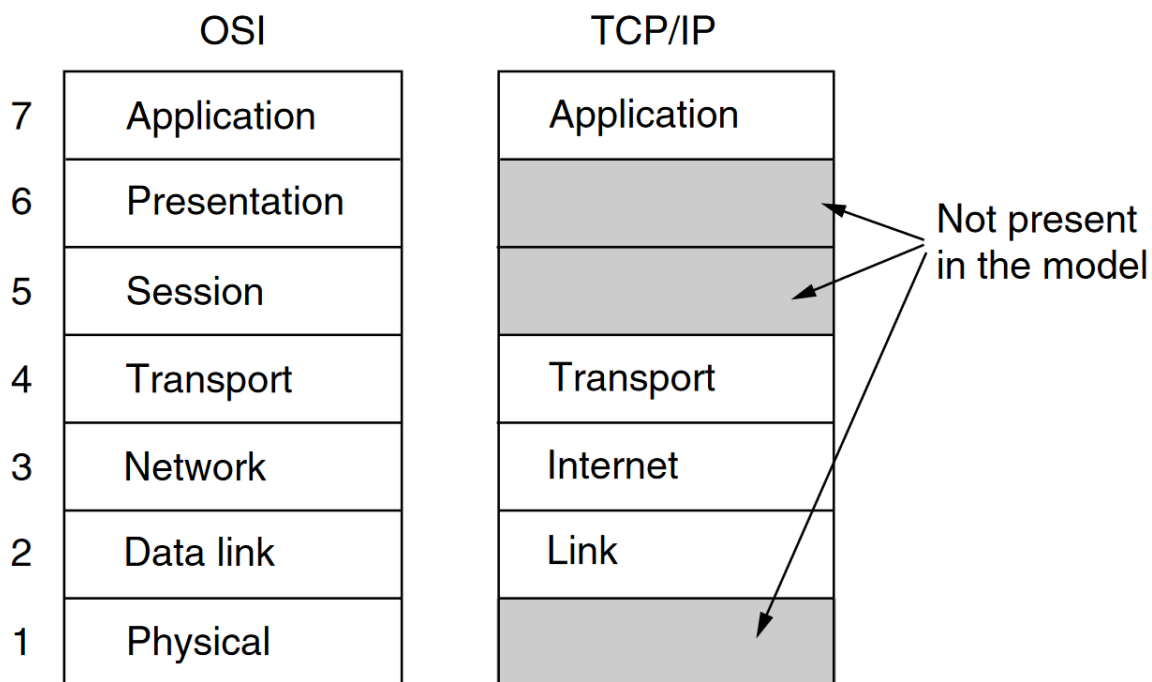 OSI TCP/IP
7 Application Application
6 Presentation
5 Session
4 Transport Transport
3 Network Internet
2 Data link Link
1 Physical
Not present
in the model